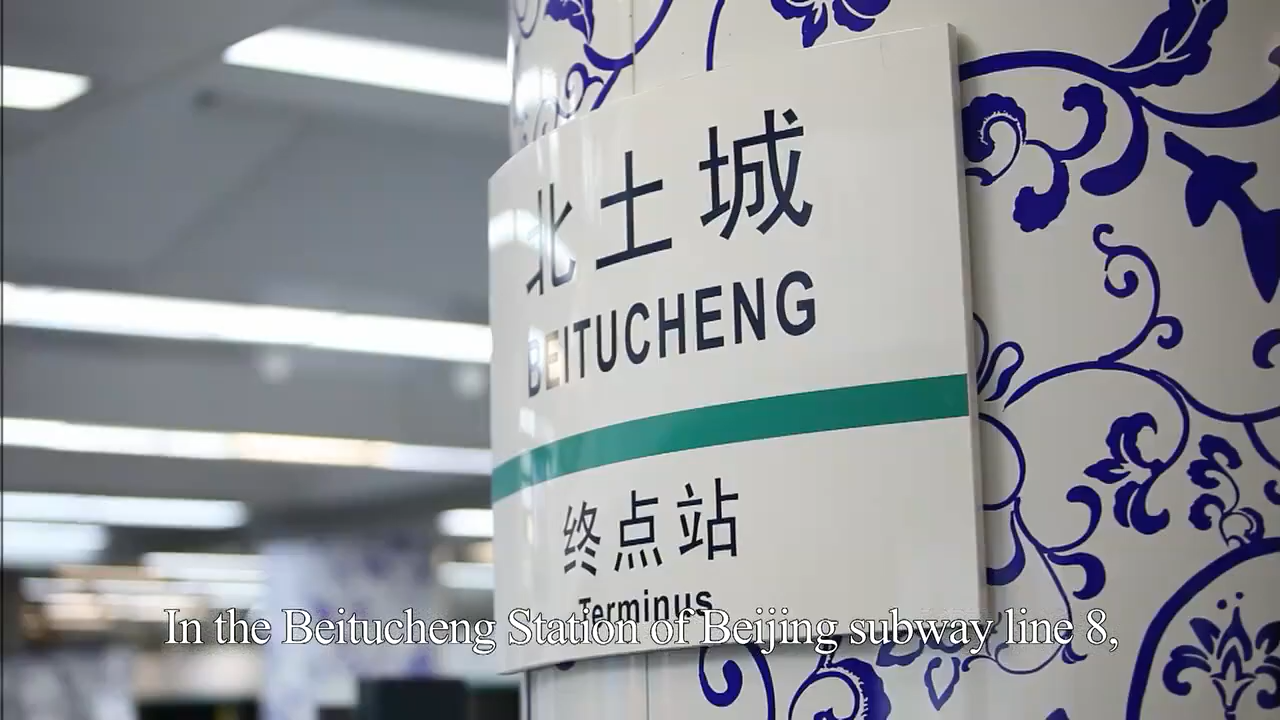 北土城
BEITUCHENG
终点站
Terminus
In the Beitucheng Station of Beijing subway line 8,